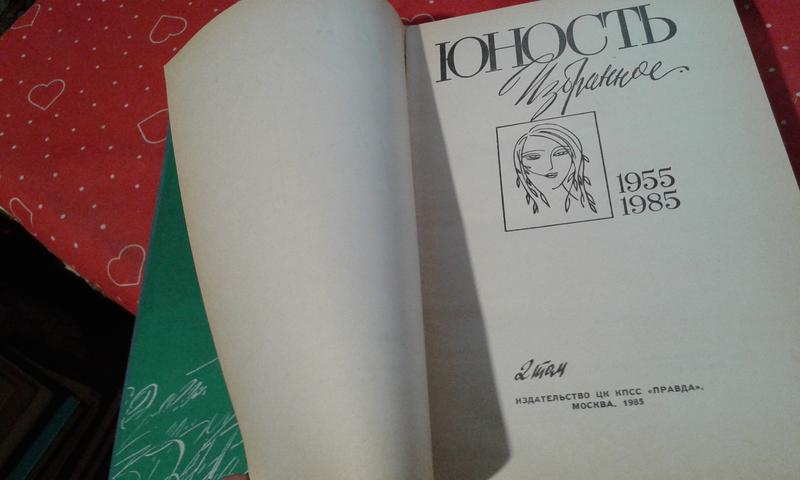 ЮНОСТЬ
Избранное.
1955
1985
2 том
ИЗДАТЕЛЬСТВО ЦК КПСС «ПРАВДА».
МОСКВА. 1985